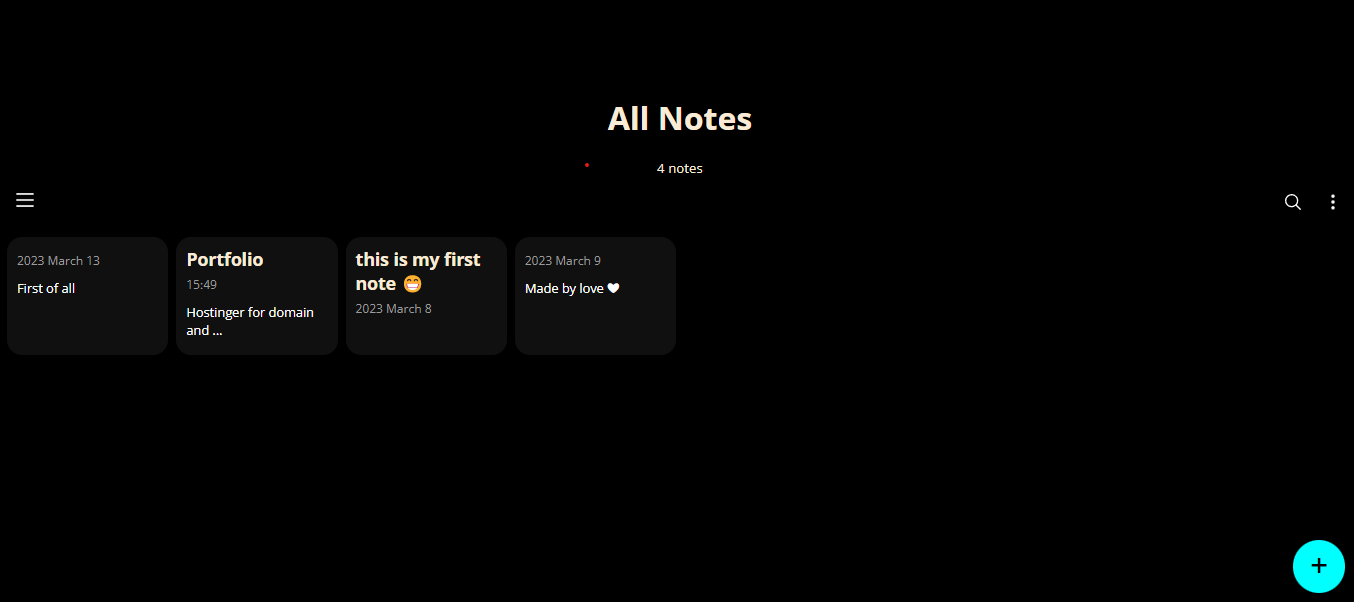 All Notes
4 notes
2023 March 13
First of all
Portfolio
15:49
Hostinger for domain
and ...
this is my first
note 😁
2023 March 8
2023 March 9
Made by love 🤍
+